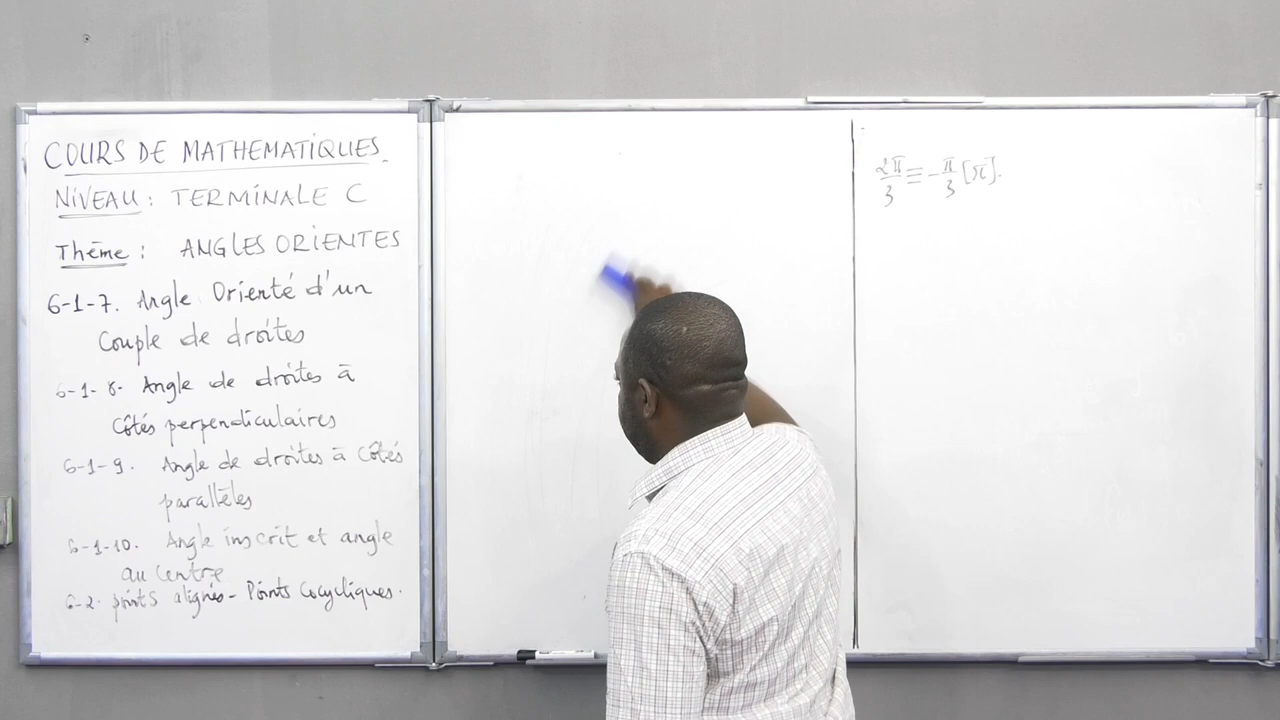 COURS DE MATHEMATIQUES.
NIVEAU : TERMINALE C
Thème : ANGLES ORIENTES
6-1-7. Angle Orienté d'un
Couple de droites
6-1-8- Angle de droites à
Côtés perpendiculaires
6-1-9. Angle de droites à Côtés
parallèles
6-1-10. Angle inscrit et angle
au Centre
6-2. points alignés - Points Cocycliques.
2π/3 ≡ -π/3 [π].